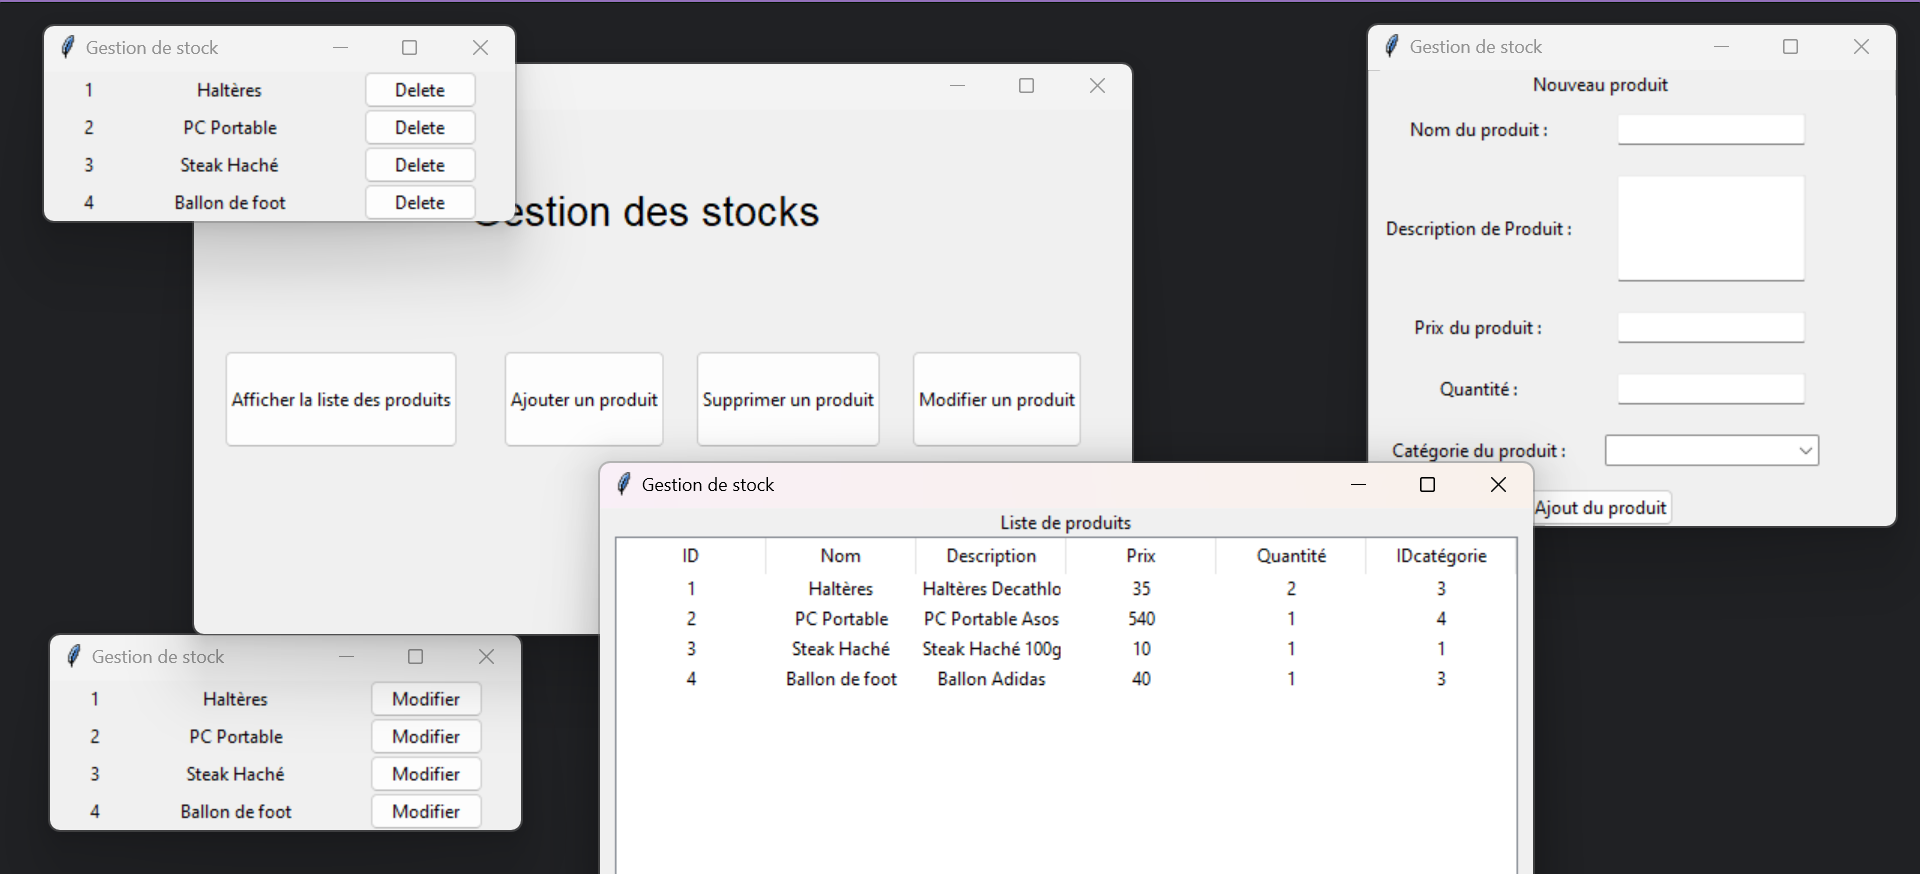 Gestion de stock
1 Haltères Delete
2 PC Portable Delete
3 Steak Haché Delete
4 Ballon de foot Delete
Gestion des stocks
Afficher la liste des produits Ajouter un produit Supprimer un produit Modifier un produit
Gestion de stock
Nouveau produit
Nom du produit :
Description de Produit :
Prix du produit :
Quantité :
Catégorie du produit :
Ajout du produit
Gestion de stock
Liste de produits
ID Nom Description Prix Quantité IDcatégorie
1 Haltères Haltères Decathlo 35 2 3
2 PC Portable PC Portable Asos 540 1 4
3 Steak Haché Steak Haché 100g 10 1 1
4 Ballon de foot Ballon Adidas 40 1 3
Gestion de stock
1 Haltères Modifier
2 PC Portable Modifier
3 Steak Haché Modifier
4 Ballon de foot Modifier